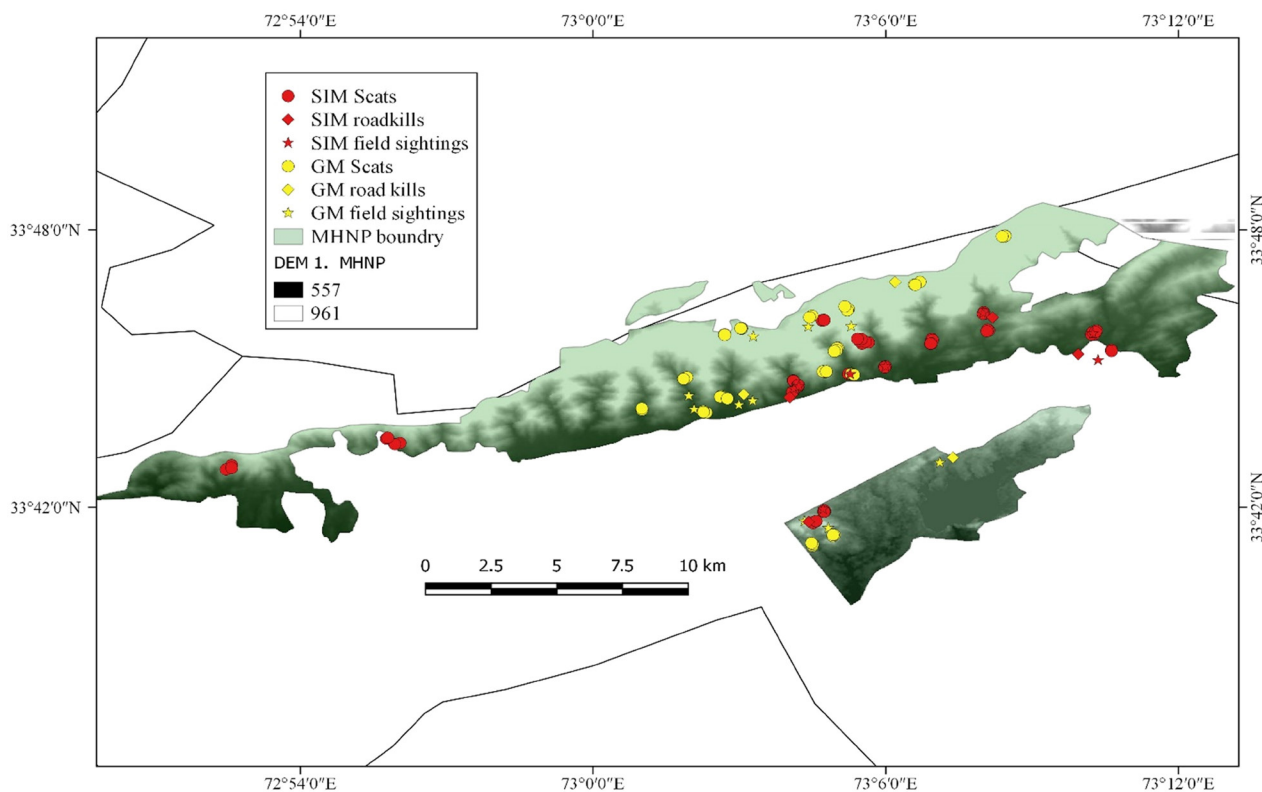 72°54′0″E 73°0′0″E 73°6′0″E 73°12′0″E
SIM Scats
SIM roadkills
SIM field sightings
GM Scats
GM road kills
GM field sightings
MHNP boundry
DEM 1. MHNP
557
961
33°48′0″N 33°48′0″N
33°42′0″N 33°42′0″N
0 2.5 5 7.5 10 km
72°54′0″E 73°0′0″E 73°6′0″E 73°12′0″E